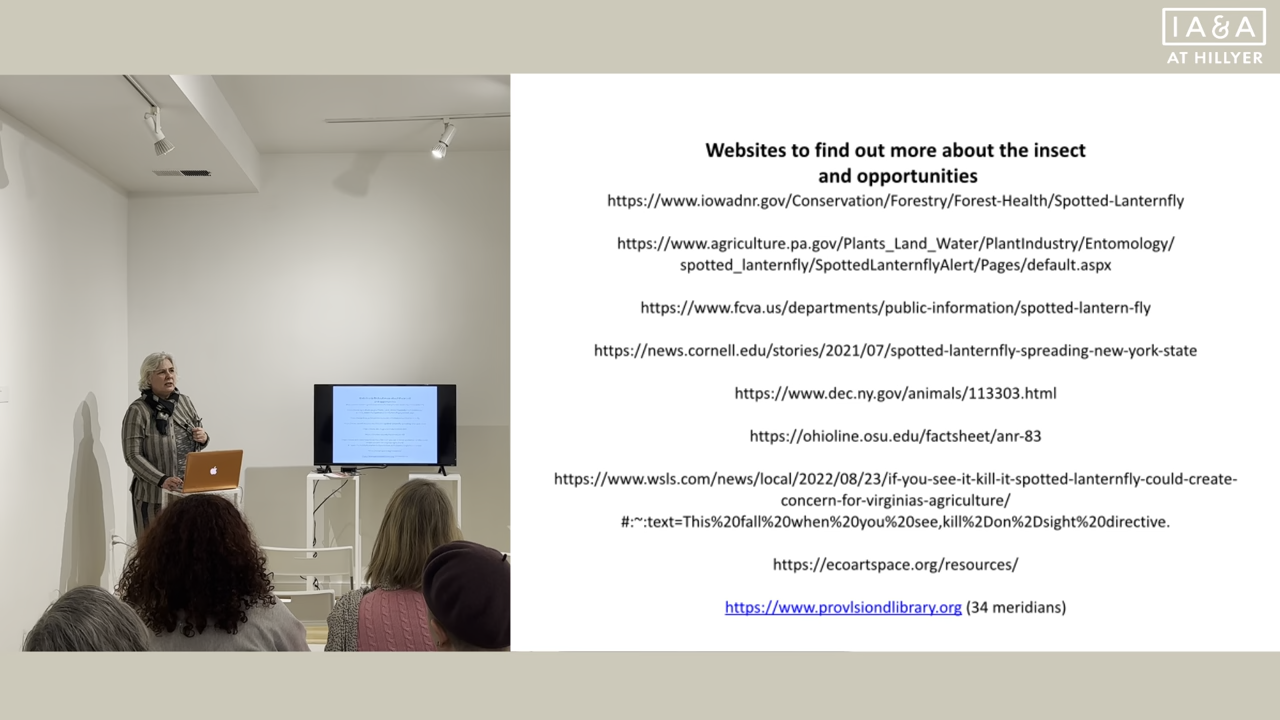 IA&A
AT HILLYER
Websites to find out more about the insect
and opportunities
https://www.iowadnr.gov/Conservation/Forestry/Forest-Health/Spotted-Lanternfly
https://www.agriculture.pa.gov/Plants_Land_Water/PlantIndustry/Entomology/
spotted_lanternfly/SpottedLanternflyAlert/Pages/default.aspx
https://www.fcva.us/departments/public-information/spotted-lantern-fly
https://news.cornell.edu/stories/2021/07/spotted-lanternfly-spreading-new-york-state
https://www.dec.ny.gov/animals/113303.html
https://ohioline.osu.edu/factsheet/anr-83
https://www.wsls.com/news/local/2022/08/23/if-you-see-it-kill-it-spotted-lanternfly-could-create-
concern-for-virginias-agriculture/
#:~:text=This%20fall%20when%20you%20see,kill%2Don%2Dsight%20directive.
https://ecoartspace.org/resources/
https://www.provlsiondlibrary.org (34 meridians)